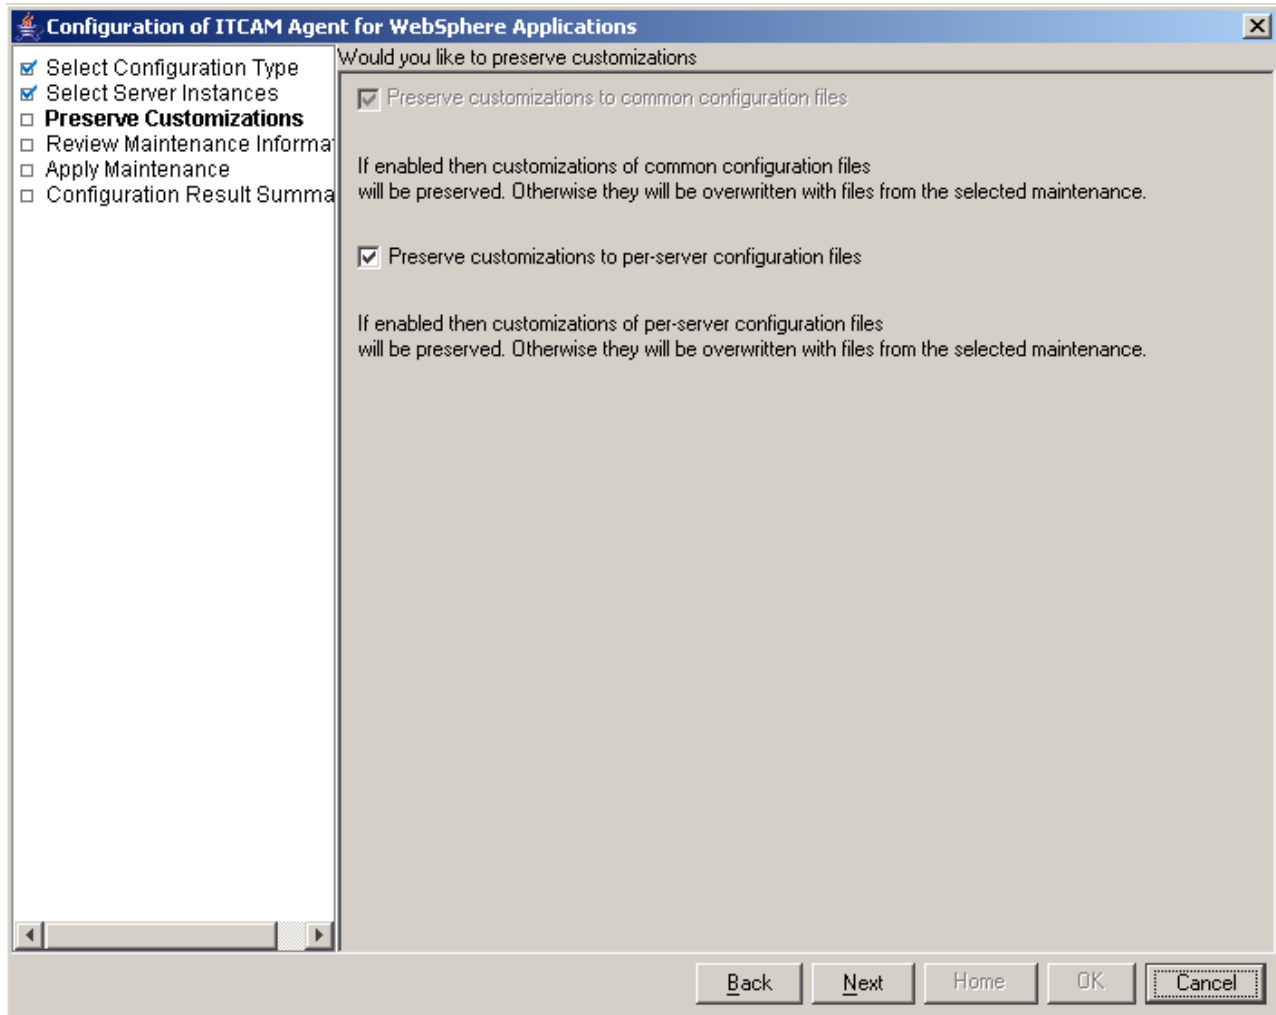 Configuration of ITCAM Agent for WebSphere Applications
Select Configuration Type
Select Server Instances
Preserve Customizations
Review Maintenance Informa
Apply Maintenance
Configuration Result Summa
Would you like to preserve customizations
Preserve customizations to common configuration files
If enabled then customizations of common configuration files
will be preserved. Otherwise they will be overwritten with files from the selected maintenance.
Preserve customizations to per-server configuration files
If enabled then customizations of per-server configuration files
will be preserved. Otherwise they will be overwritten with files from the selected maintenance.
Back Next Home OK Cancel